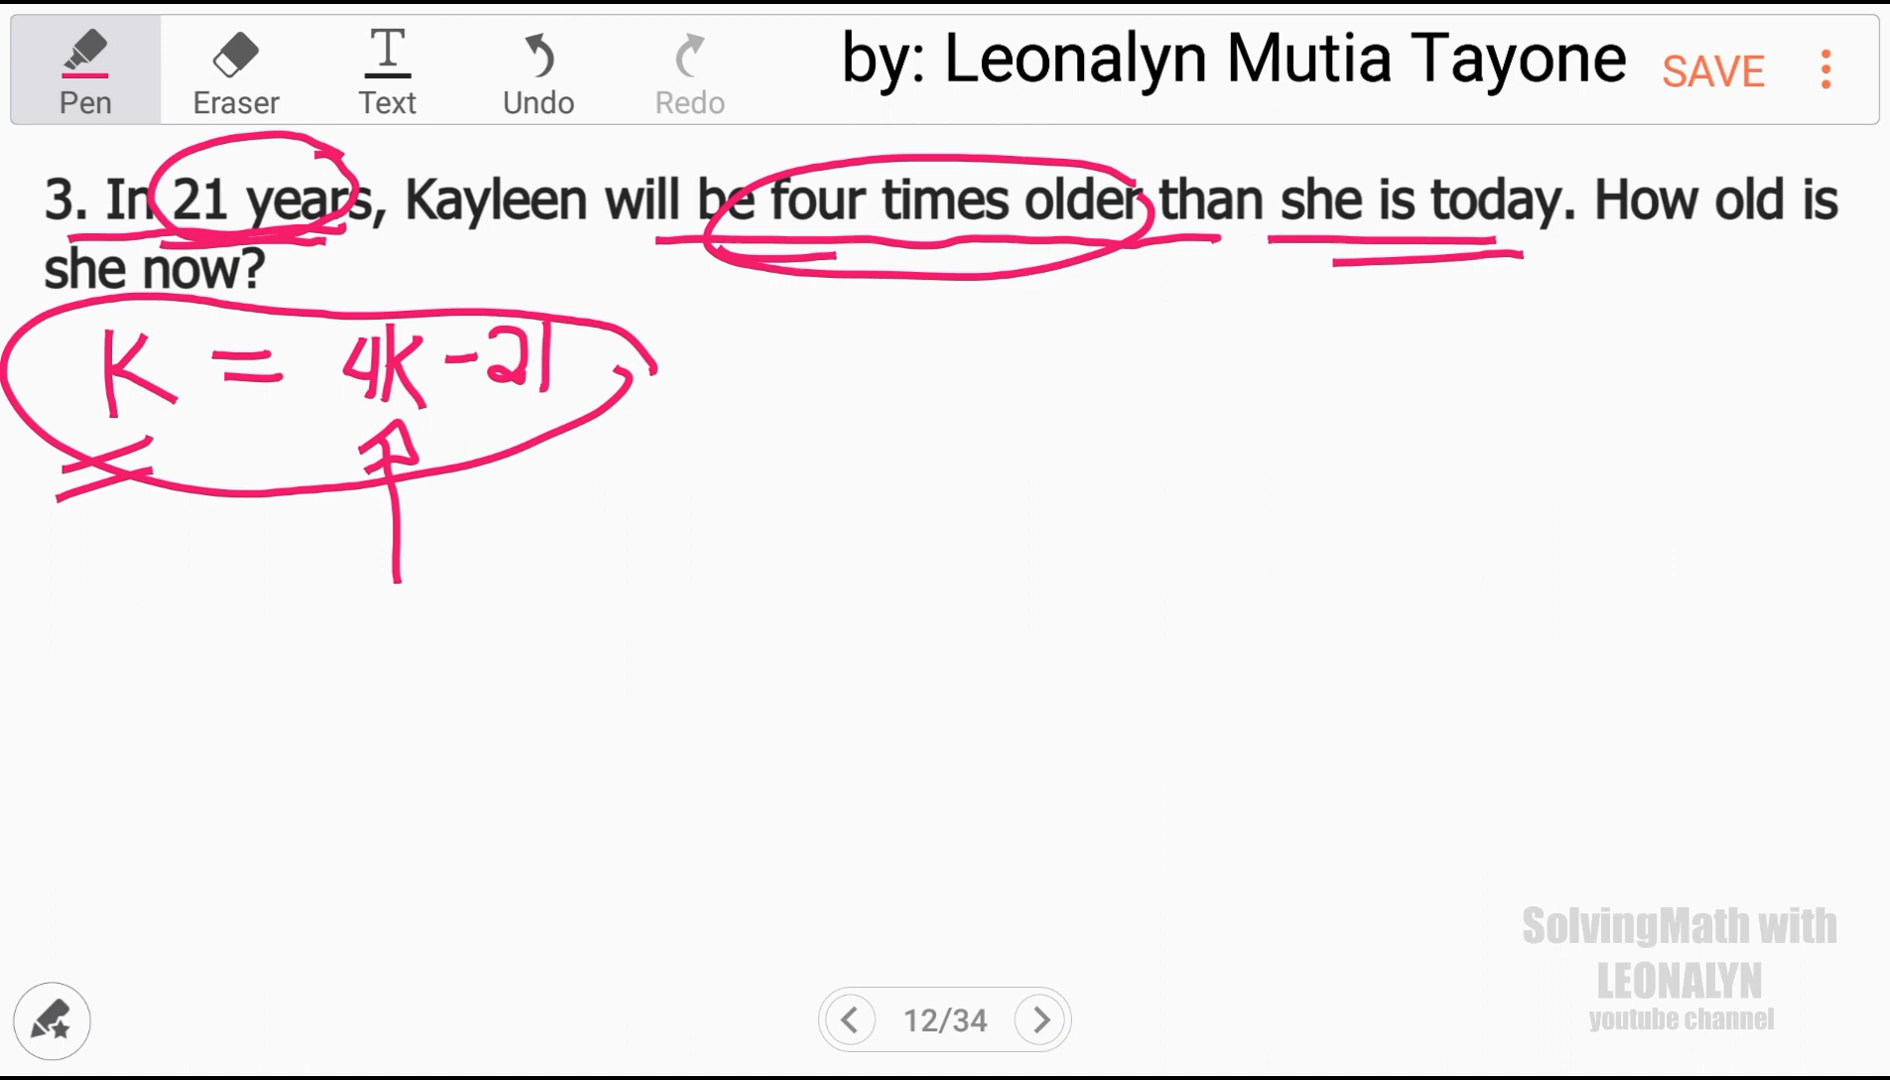 by: Leonalyn Mutia Tayone
SAVE
Pen
Eraser
T
Text
Undo
Redo
3. In 21 years, Kayleen will be four times older than she is today. How old is
she now?
K = 4K - 21
12/34
SolvingMath with
LEONALYN
youtube channel